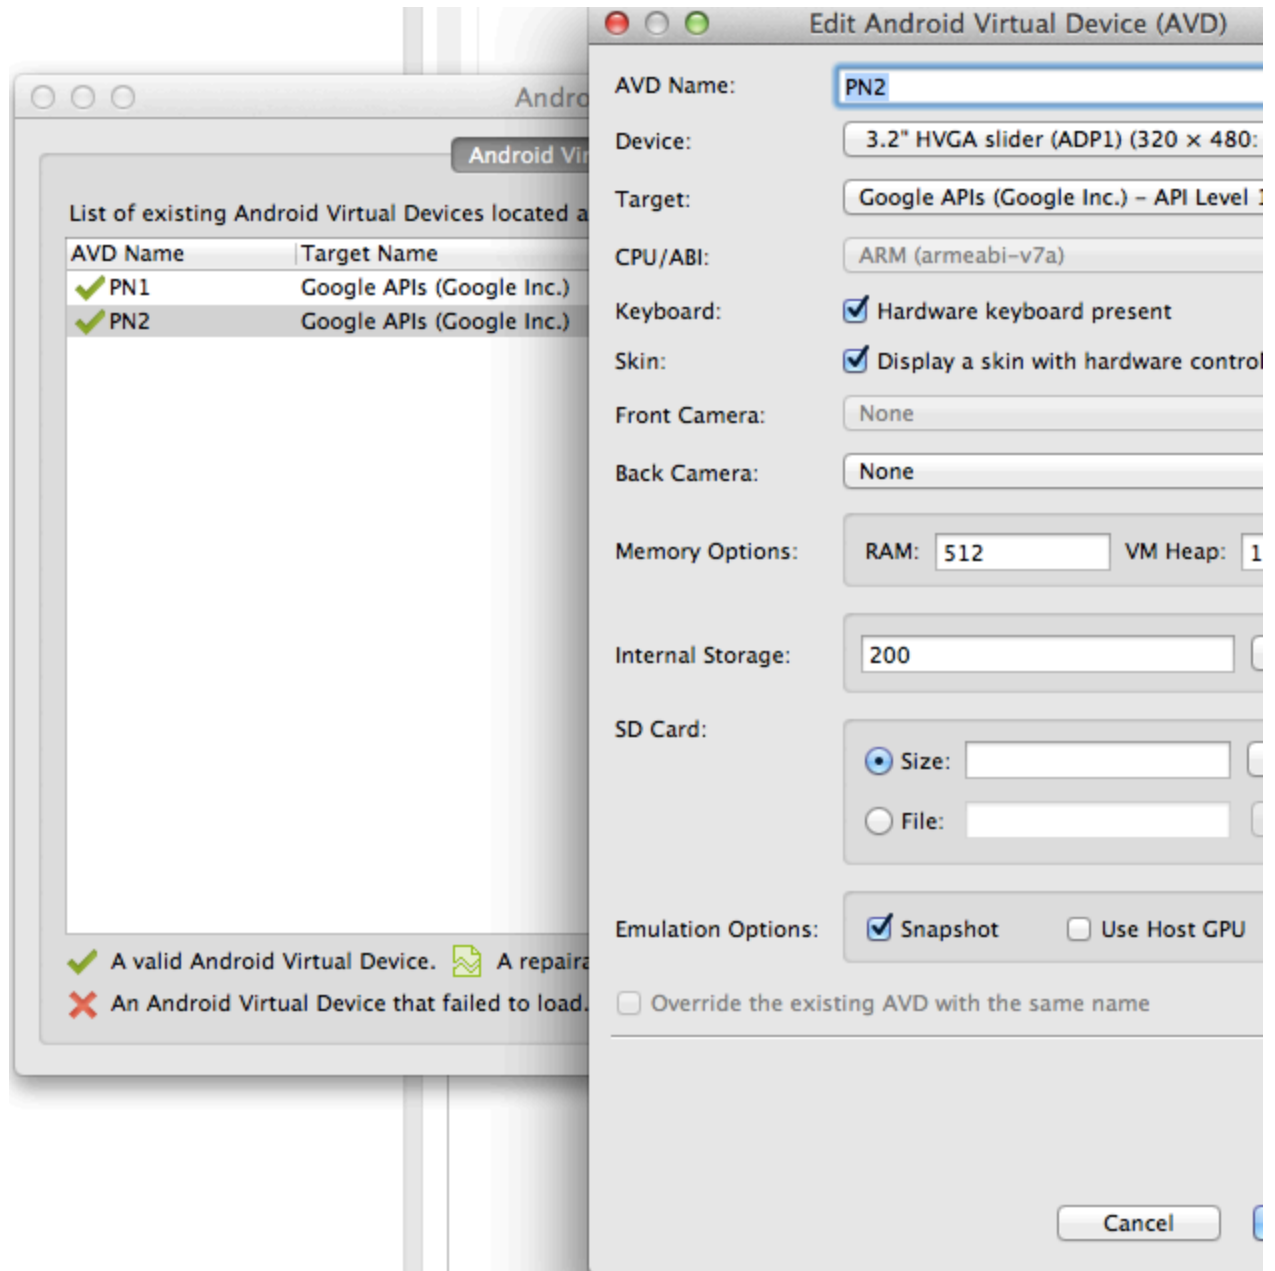 Andro
Android Vir
List of existing Android Virtual Devices located a
AVD Name Target Name
PN1 Google APIs (Google Inc.)
PN2 Google APIs (Google Inc.)
A valid Android Virtual Device. A repaira
An Android Virtual Device that failed to load.
Edit Android Virtual Device (AVD)
AVD Name: PN2
Device: 3.2" HVGA slider (ADP1) (320 × 480:
Target: Google APIs (Google Inc.) – API Level 1
CPU/ABI: ARM (armeabi-v7a)
Keyboard: Hardware keyboard present
Skin: Display a skin with hardware control
Front Camera: None
Back Camera: None
Memory Options: RAM: 512 VM Heap: 1
Internal Storage: 200
SD Card:
Size:
File:
Emulation Options: Snapshot Use Host GPU
Override the existing AVD with the same name
Cancel